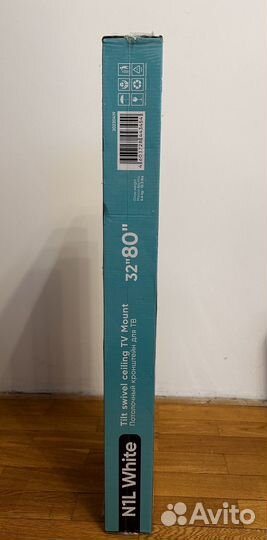 N1L White
Tilt swivel ceiling TV Mount
Потолочный кронштейн для ТВ
32"80"
Avito